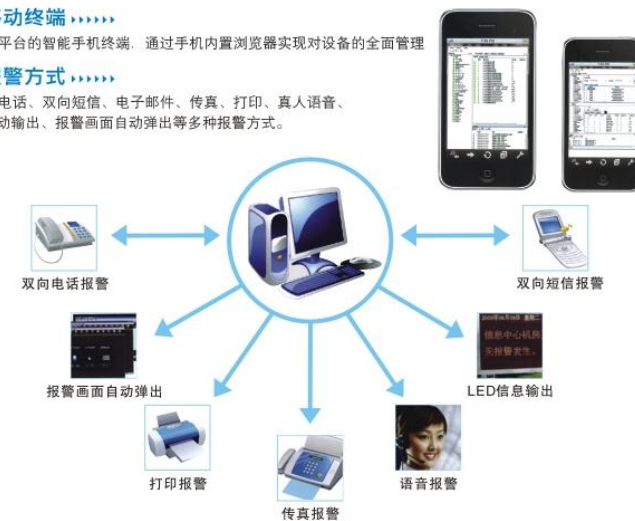 动终端
平台的智能手机终端，通过手机内置浏览器实现对设备的全面管理
警方式
电话、双向短信、电子邮件、传真、打印、真人语音、
动输出、报警画面自动弹出等多种报警方式。
双向电话报警
双向短信报警
报警画面自动弹出
信息中心机房
无报警发生。
LED信息输出
打印报警
语音报警
传真报警